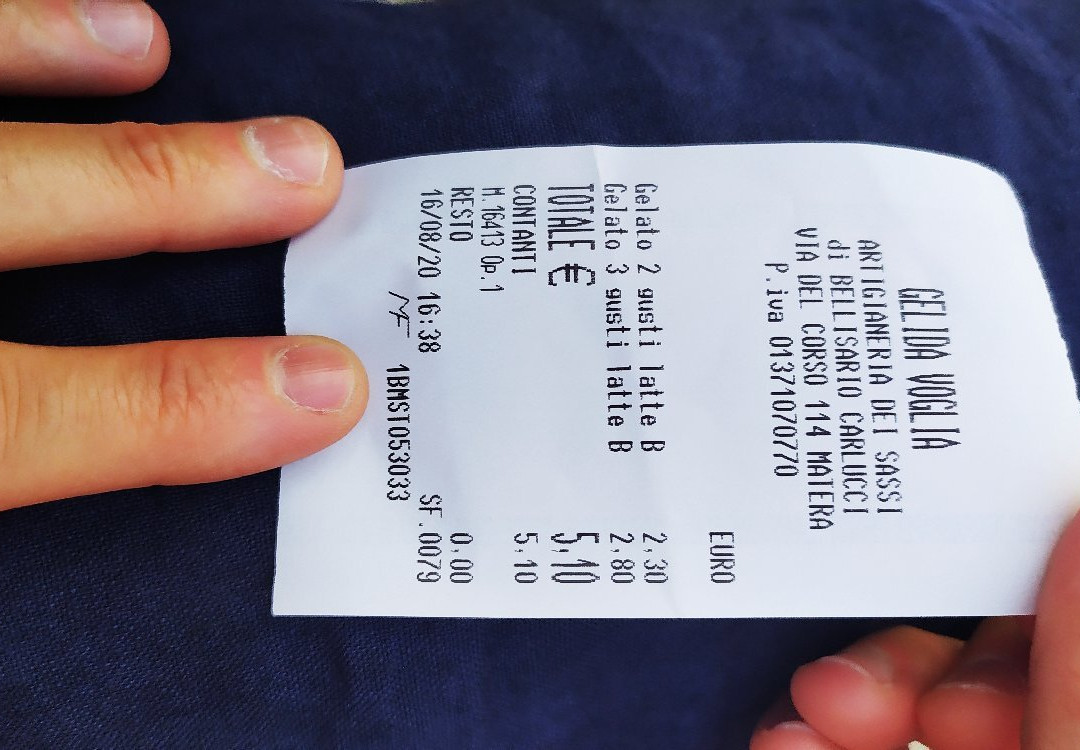 GELIDA VOGLIA
ARTIGIANERIA DEI SASSI
di BELISARIO CARLUCCI
VIA DEL CORSO 114 MATERA
P.iva 01371070770
EURO
Gelato 2 gusti latte B 2,30
Gelato 3 gusti latte B 2,80
TOTALE € 5,10
CONTANTI 5,10
M.16413 Op.1
RESTO 0,00
16/08/20 16:38 SF.0079
MF 1BMST053033